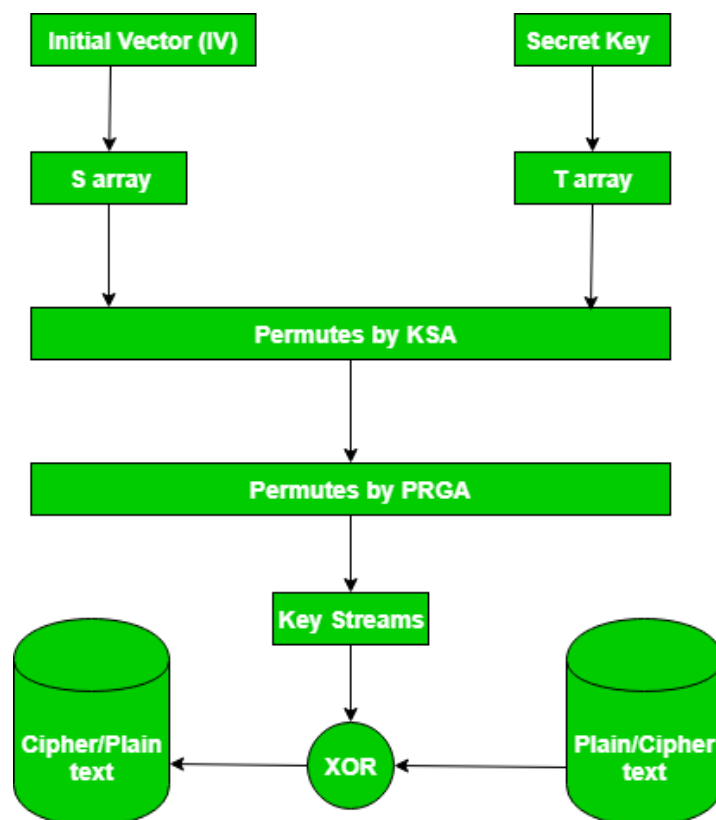 Initial Vector (IV)
Secret Key
S array
T array
Permutes by KSA
Permutes by PRGA
Key Streams
Cipher/Plain
text
XOR
Plain/Cipher
text